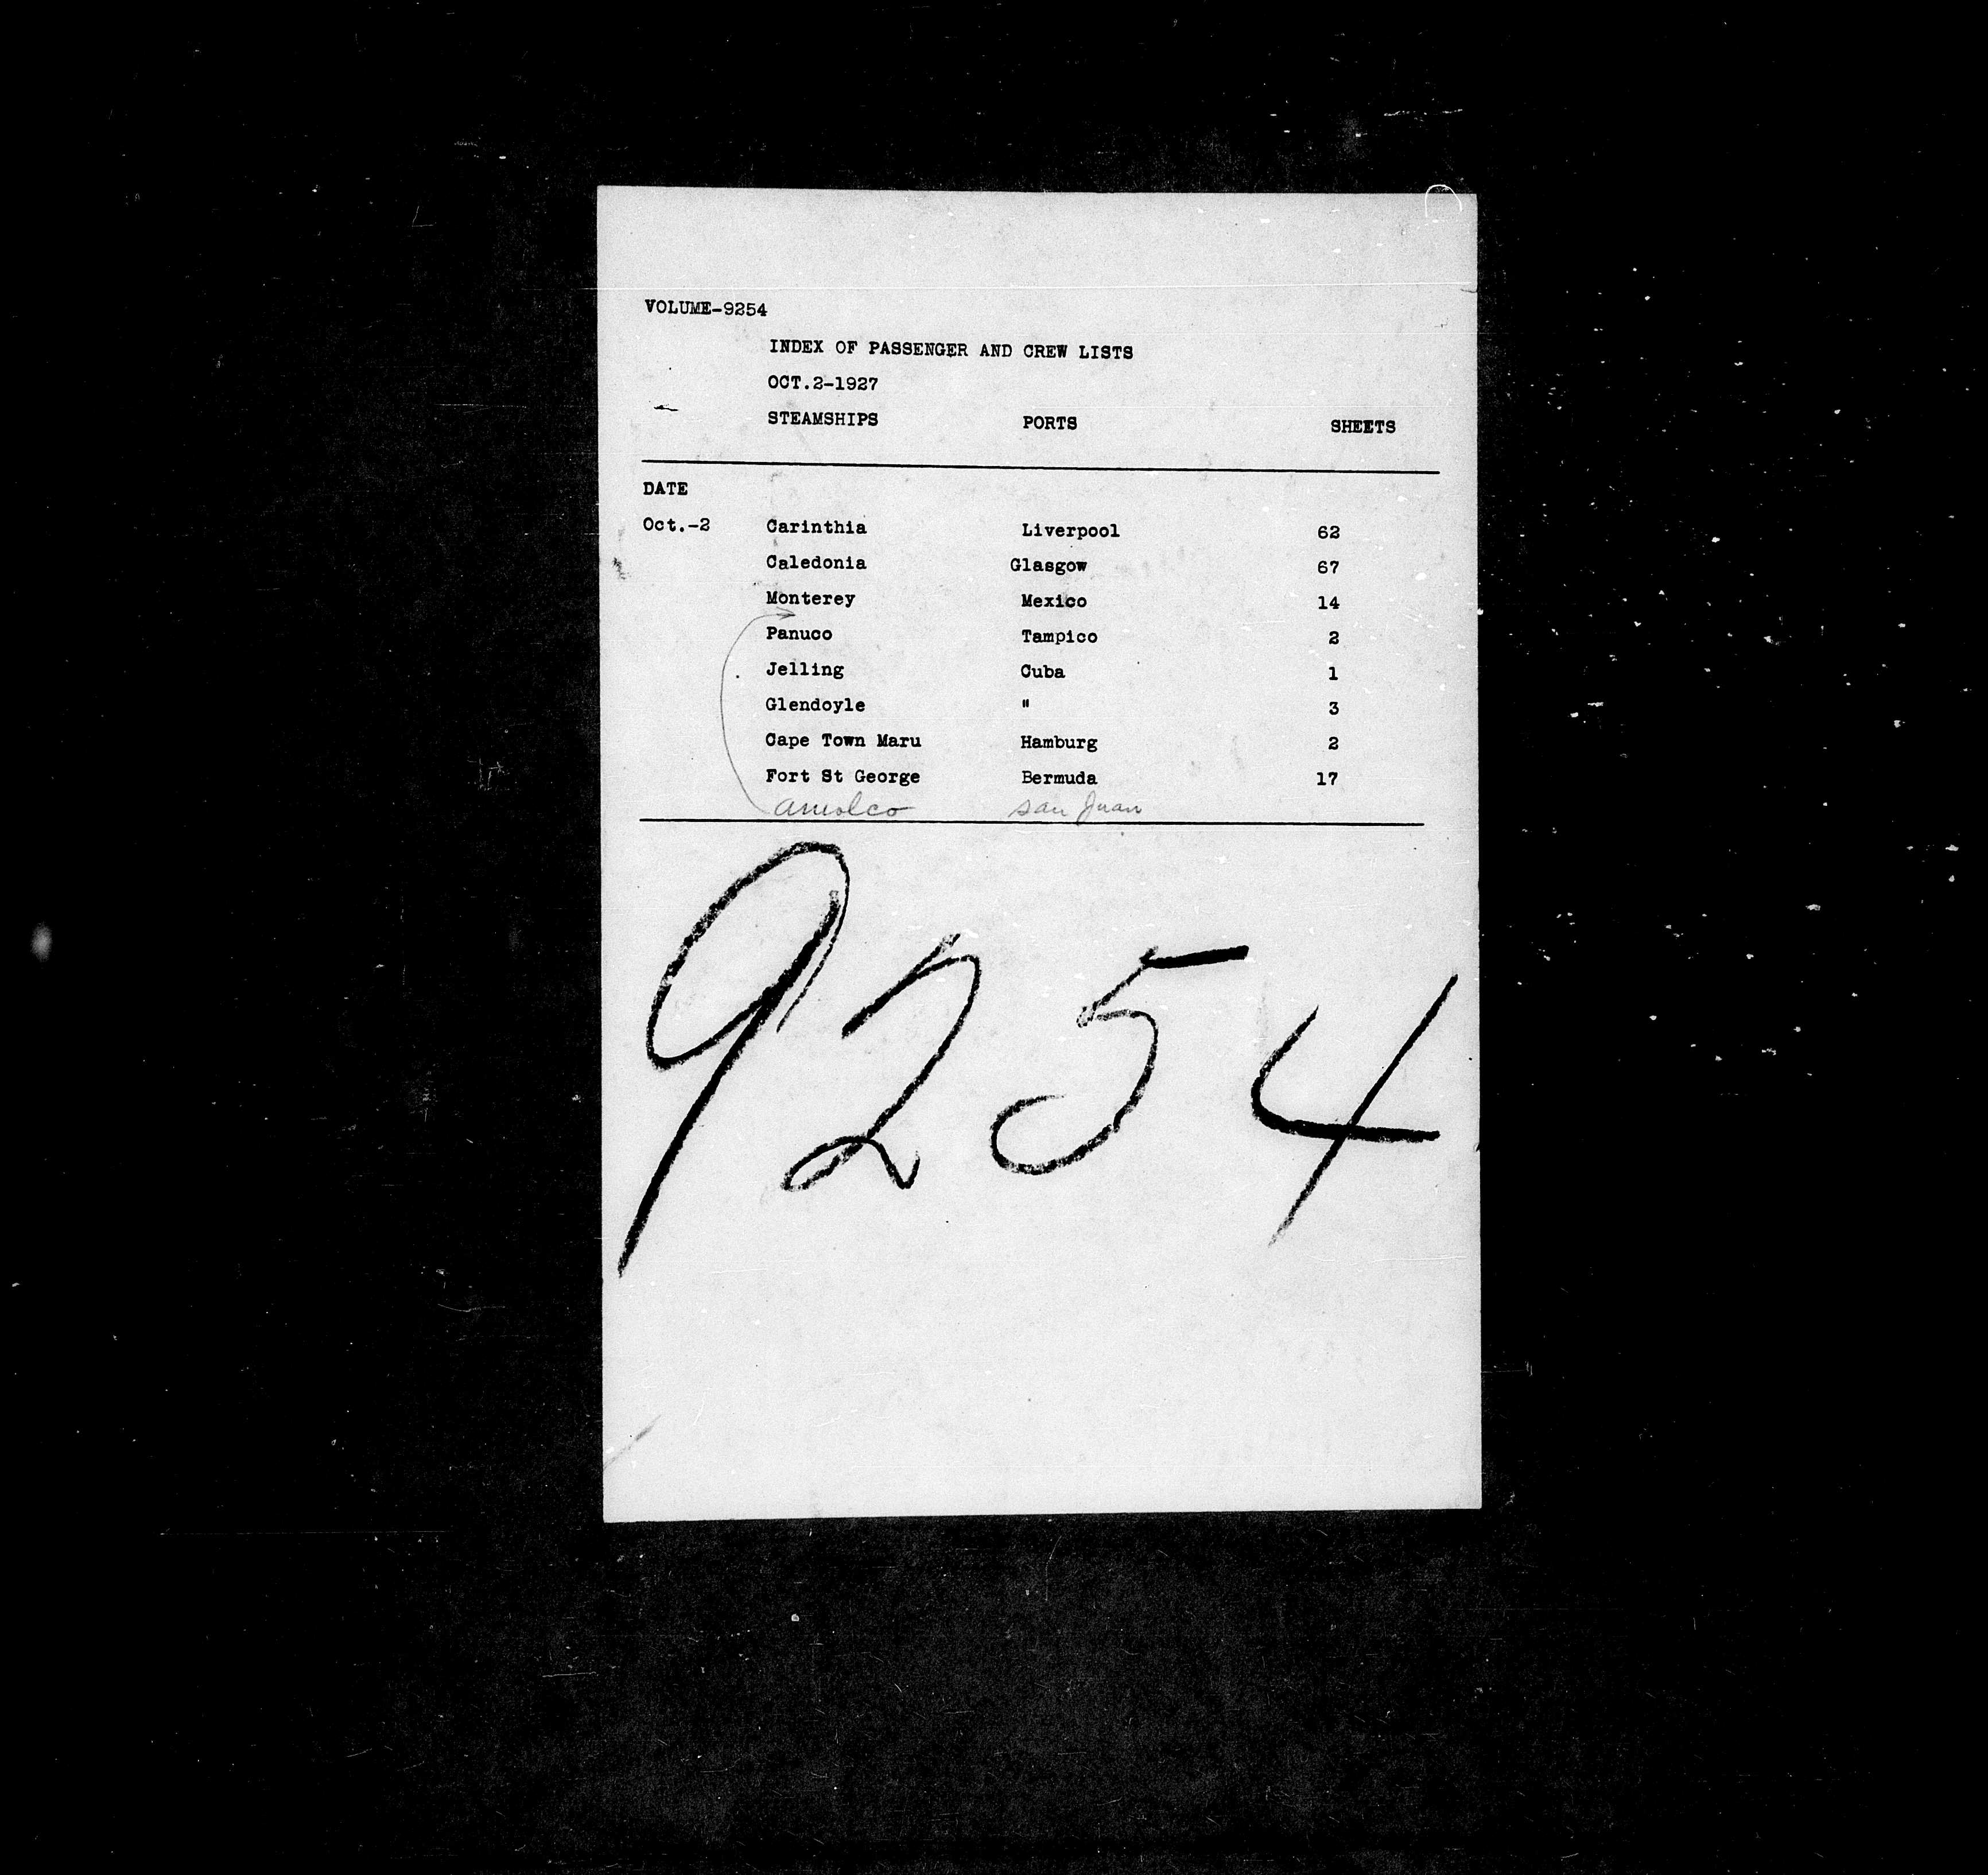 VOLUME-9254
INDEX OF PASSENGER AND CREW LISTS
OCT.2-1927
STEAMSHIPS PORTS SHEETS
DATE
Oct.-2 Carinthia Liverpool 62
Caledonia Glasgow 67
Monterey Mexico 14
Panuco Tampico 2
Jelling Cuba 1
Glendoyle " 3
Cape Town Maru Hamburg 2
Fort St George Bermuda 17
Amolco San Juan
9254